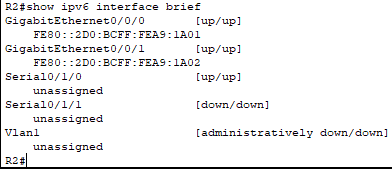 R2#show ipv6 interface brief
GigabitEthernet0/0/0       [up/up]
    FE80::2D0:BCFF:FEA9:1A01
GigabitEthernet0/0/1       [up/up]
    FE80::2D0:BCFF:FEA9:1A02
Serial0/1/0                [up/up]
    unassigned
Serial0/1/1                [down/down]
    unassigned
Vlan1                      [administratively down/down]
    unassigned
R2#